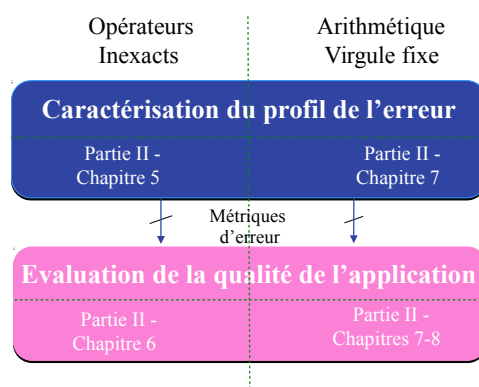 Opérateurs
Inexacts
Arithmétique
Virgule fixe
Caractérisation du profil de l'erreur
Partie II -
Chapitre 5
Partie II -
Chapitre 7
Métriques
d'erreur
Evaluation de la qualité de l'application
Partie II -
Chapitre 6
Partie II -
Chapitres 7-8